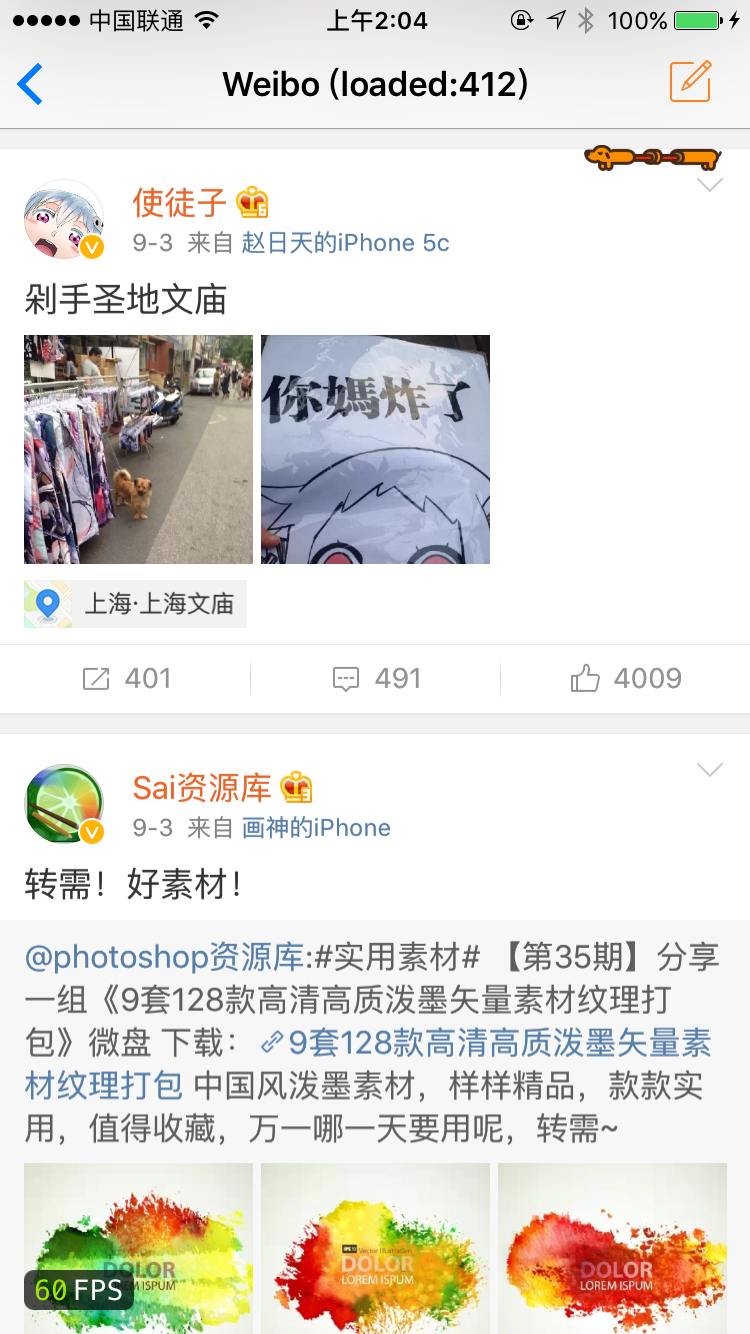 中国联通 上午2:04 100%
Weibo (loaded:412)
使徒子
9-3 来自 赵日天的iPhone 5c
剁手圣地文庙
你媽炸了
上海·上海文庙
401 491 4009
Sai资源库
9-3 来自 画神的iPhone
转需！好素材！
@photoshop资源库:#实用素材# 【第35期】分享
一组《9套128款高清高质泼墨矢量素材纹理打
包》微盘 下载： 9套128款高清高质泼墨矢量素
材纹理打包 中国风泼墨素材，样样精品，款款实
用，值得收藏，万一哪一天要用呢，转需~
DOLOR
LOREM ISPUM
Vector Illustration
DOLOR
LOREM ISPUM
DOLOR
LOREM ISPUM
60 FPS